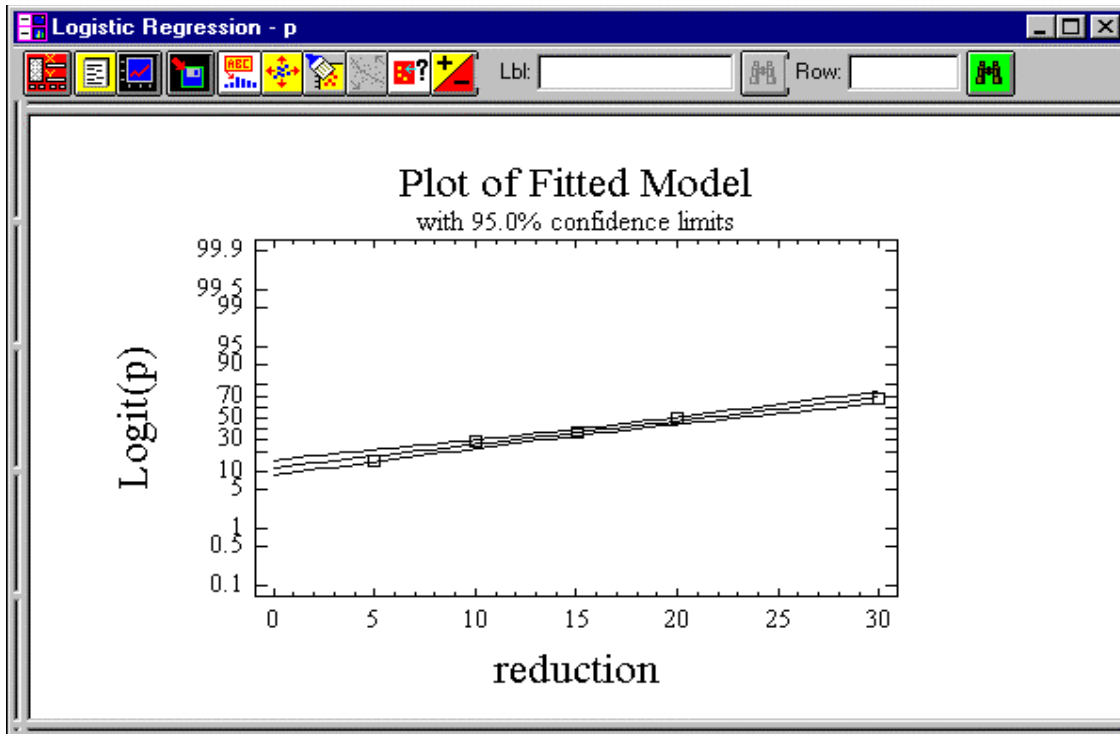 Logistic Regression - p
ABC
Lbl:
Row:
Plot of Fitted Model
with 95.0% confidence limits
99.9
99.5
99
95
90
70
50
30
10
5
1
0.5
0.1
Logit(p)
0 5 10 15 20 25 30
reduction